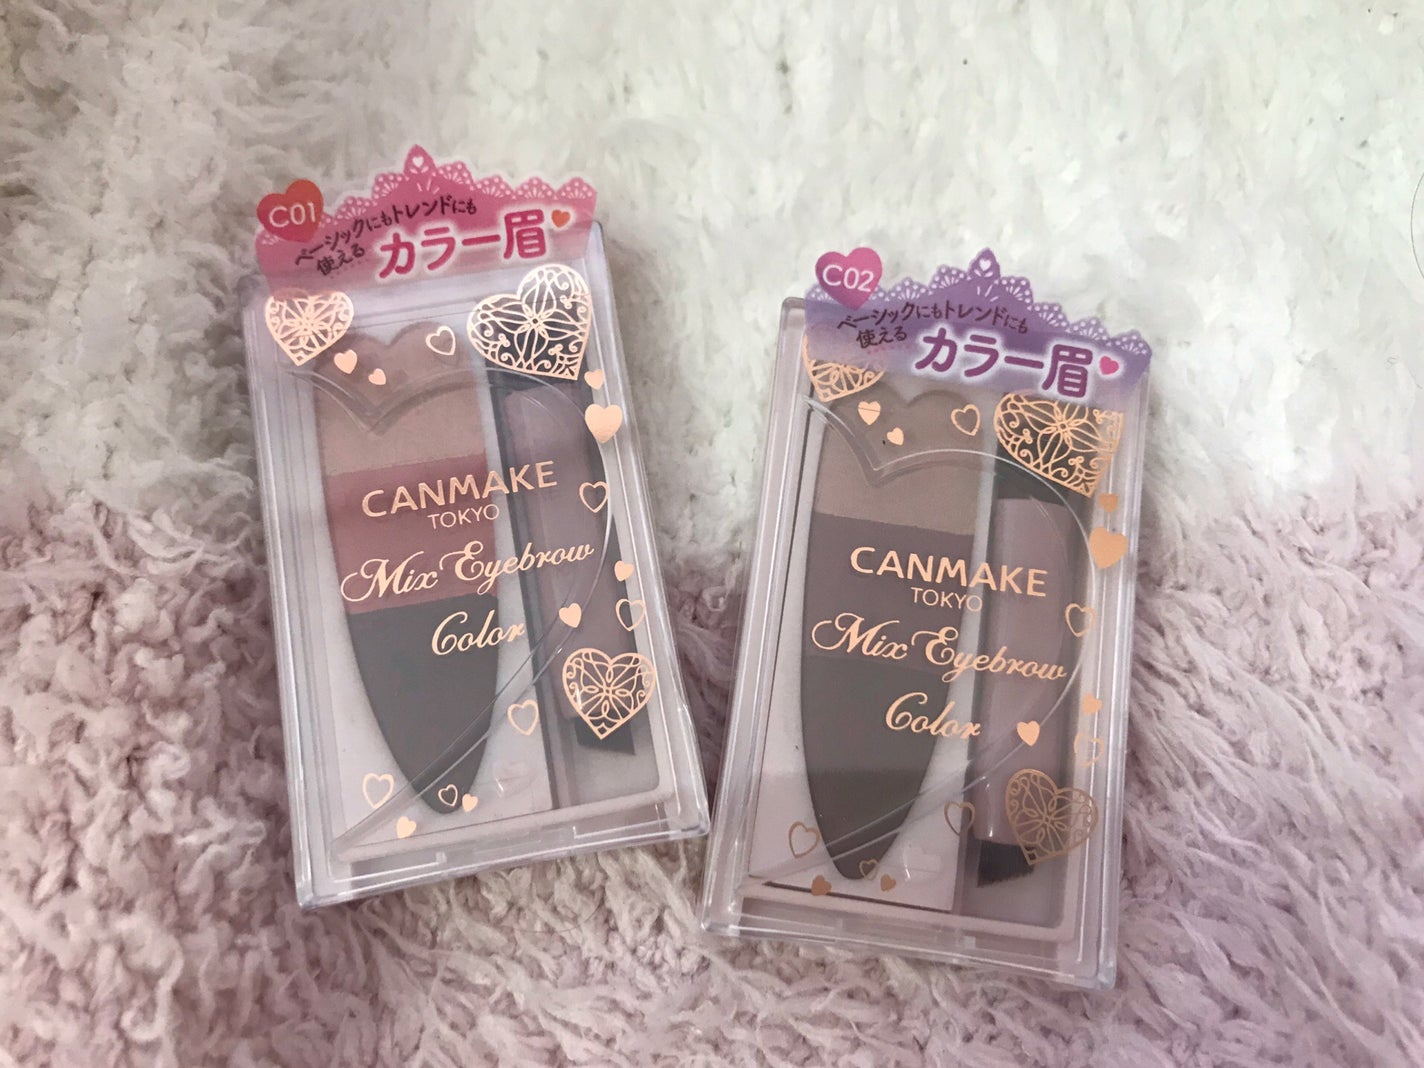 C01
ベーシックにもトレンドにも
使える
カラー眉
CANMAKE
TOKYO
Mix Eyebrow
Color
C02
ベーシックにもトレンドにも
使える
カラー眉
CANMAKE
TOKYO
Mix Eyebrow
Color